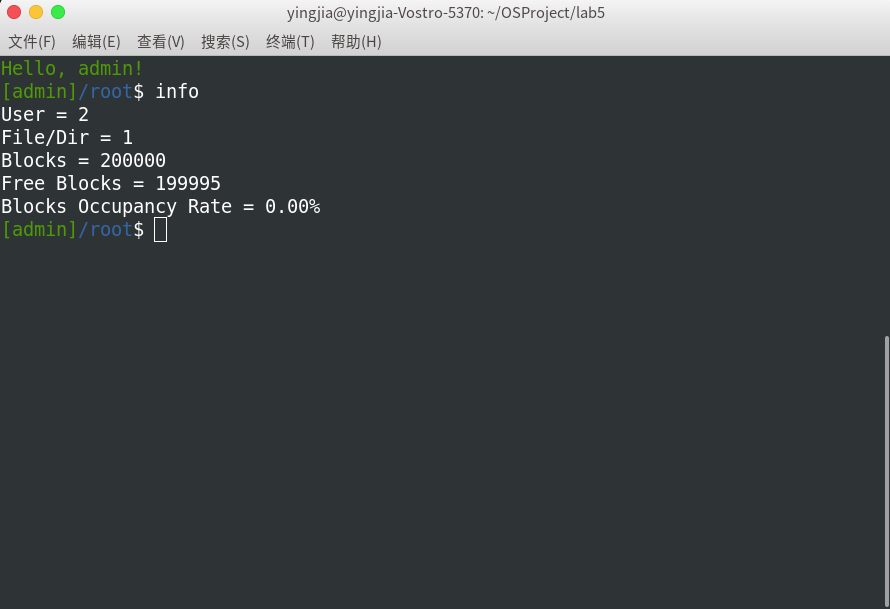 yingjia@yingjia-Vostro-5370: ~/OSProject/lab5
文件(F) 编辑(E) 查看(V) 搜索(S) 终端(T) 帮助(H)
Hello, admin!
[admin]/root$ info
User = 2
File/Dir = 1
Blocks = 200000
Free Blocks = 199995
Blocks Occupancy Rate = 0.00%
[admin]/root$